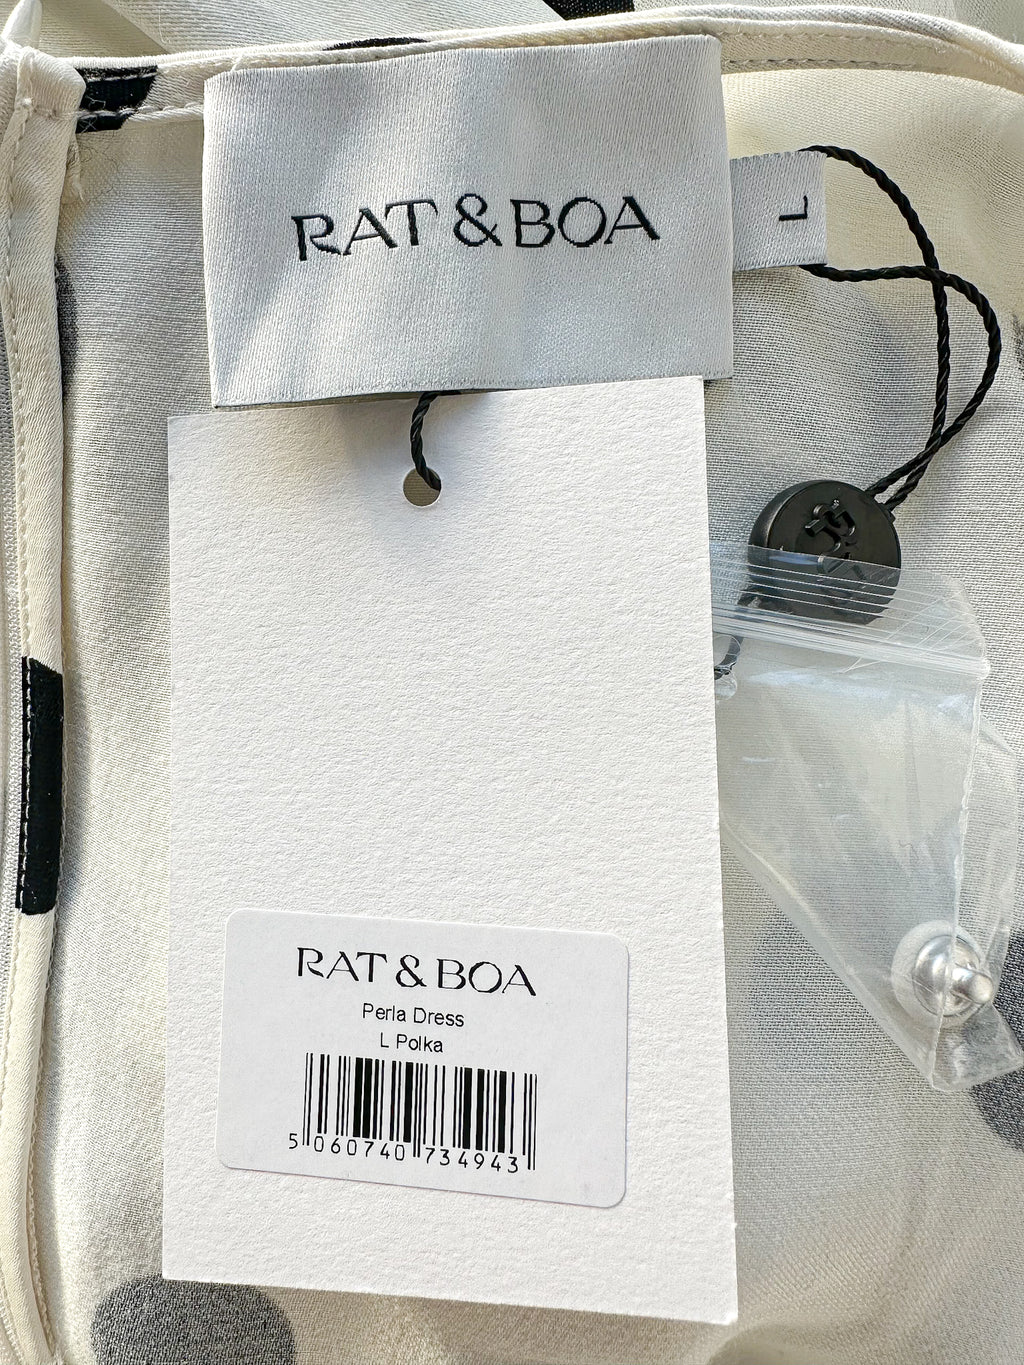 RAT & BOA
L
RAT & BOA
Perla Dress
L Polka
5 060740 734943